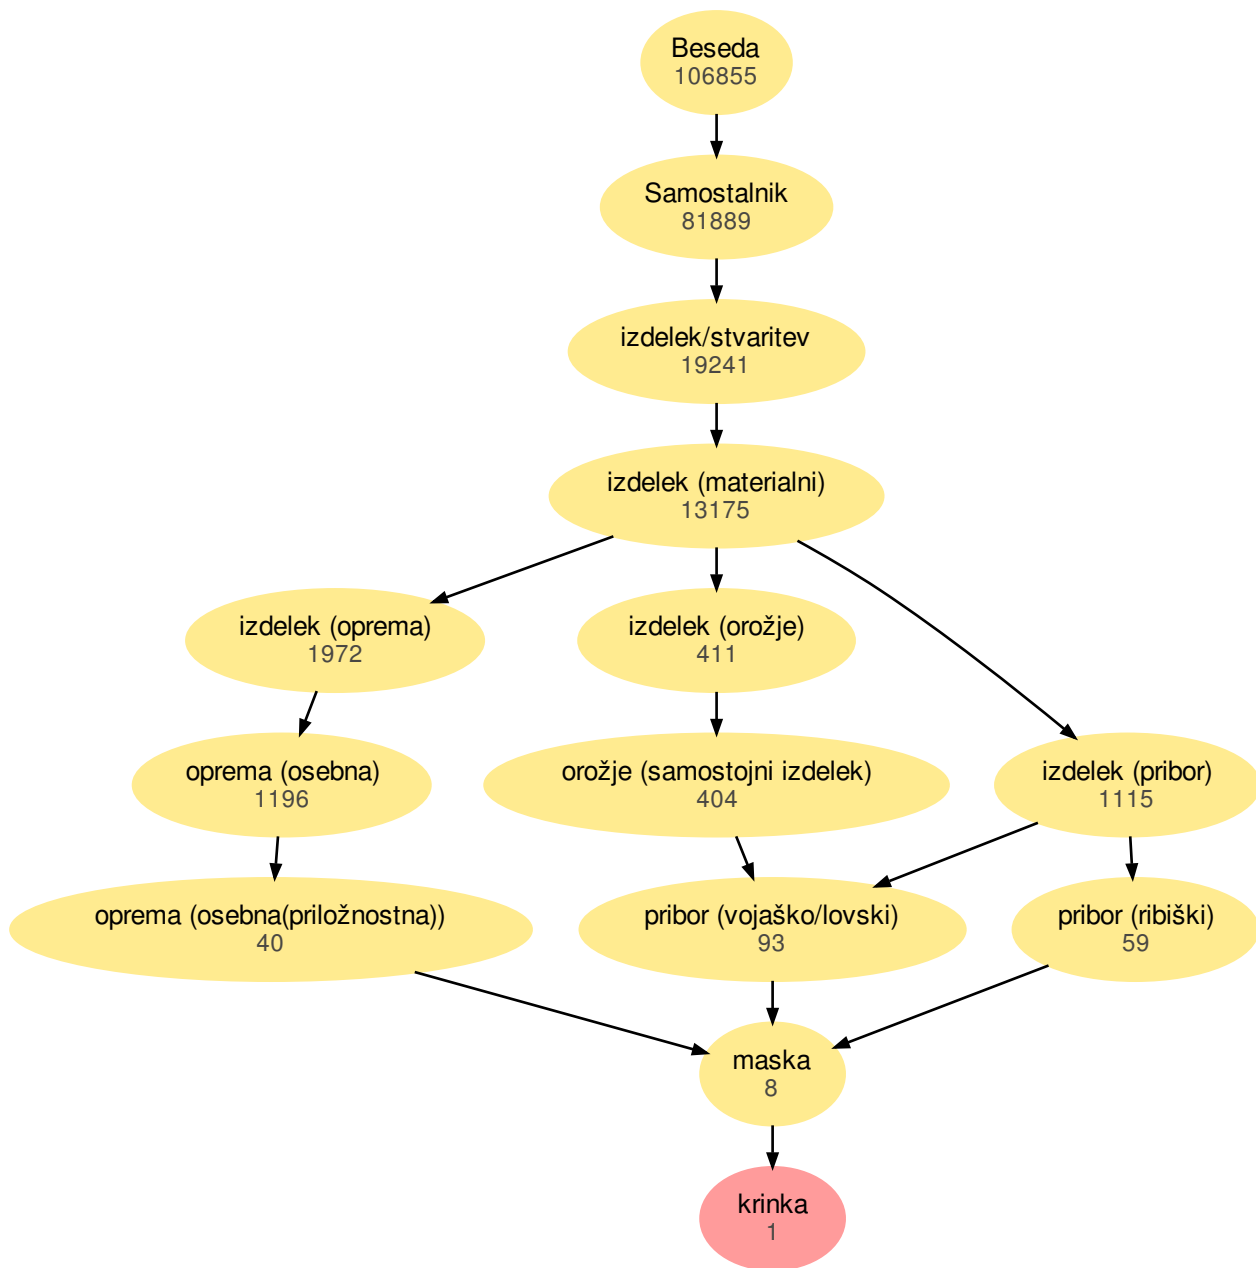 Beseda
106855
Samostalnik
81889
izdelek/stvaritev
19241
izdelek (materialni)
13175
izdelek (oprema)
1972
izdelek (orožje)
411
oprema (osebna)
1196
orožje (samostojni izdelek)
404
izdelek (pribor)
1115
oprema (osebna(priložnostna))
40
pribor (vojaško/lovski)
93
pribor (ribiški)
59
maska
8
krinka
1